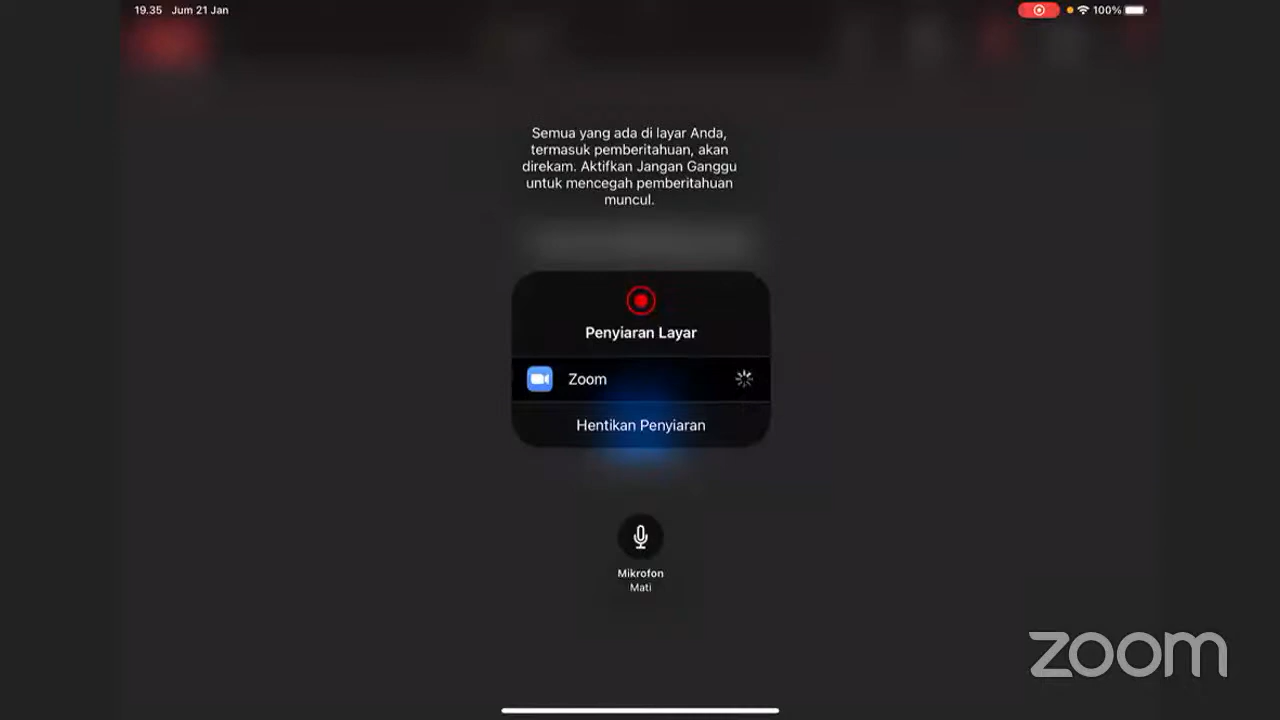 19.35 Jum 21 Jan
100%
Semua yang ada di layar Anda,
termasuk pemberitahuan, akan
direkam. Aktifkan Jangan Ganggu
untuk mencegah pemberitahuan
muncul.
Penyiaran Layar
Zoom
Hentikan Penyiaran
Mikrofon
Mati
zoom